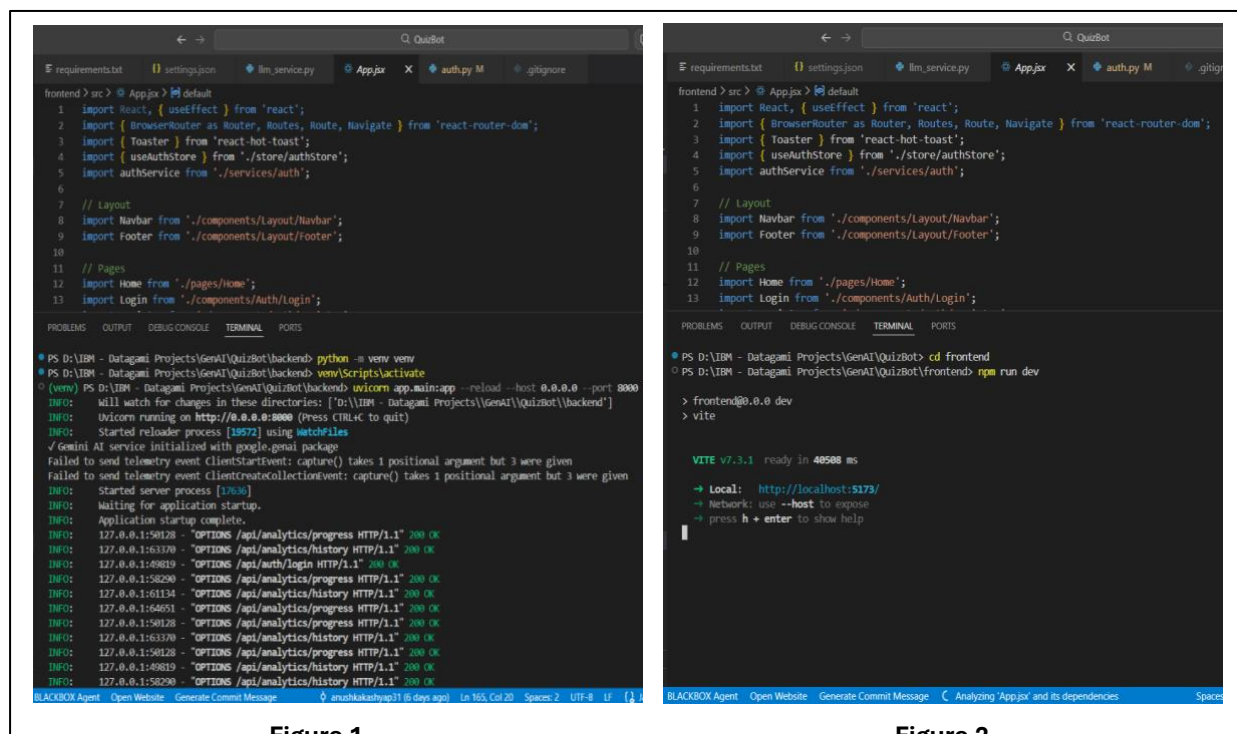 QuizBot
requirements.txt settings.json llm_service.py App.jsx X auth.py M .gitignore
frontend > src > App.jsx > default
1 import React, { useEffect } from 'react';
2 import { BrowserRouter as Router, Routes, Route, Navigate } from 'react-router-dom';
3 import { Toaster } from 'react-hot-toast';
4 import { useAuthStore } from './store/authStore';
5 import authService from './services/auth';
6
7 // Layout
8 import Navbar from './components/Layout/Navbar';
9 import Footer from './components/Layout/Footer';
10
11 // Pages
12 import Home from './pages/Home';
13 import Login from './components/Auth/Login';
PROBLEMS OUTPUT DEBUG CONSOLE TERMINAL PORTS
PS D:\IBM - Datagami Projects\GenAI\QuizBot\backend> python -m venv venv
PS D:\IBM - Datagami Projects\GenAI\QuizBot\backend> venv\Scripts\activate
(venv) PS D:\IBM - Datagami Projects\GenAI\QuizBot\backend> uvicorn app.main:app --reload --host 0.0.0.0 --port 8000
INFO: Will watch for changes in these directories: ['D:\\IBM - Datagami Projects\\GenAI\\QuizBot\\backend']
INFO: Uvicorn running on http://0.0.0.0:8000 (Press CTRL+C to quit)
INFO: Started reloader process [19572] using WatchFiles
✓ Gemini AI service initialized with google.genai package
Failed to send telemetry event ClientStartEvent: capture() takes 1 positional argument but 3 were given
Failed to send telemetry event ClientCreateCollectionEvent: capture() takes 1 positional argument but 3 were given
INFO: Started server process [17636]
INFO: Waiting for application startup.
INFO: Application startup complete.
INFO: 127.0.0.1:50128 - "OPTIONS /api/analytics/progress HTTP/1.1" 200 OK
INFO: 127.0.0.1:63370 - "OPTIONS /api/analytics/history HTTP/1.1" 200 OK
INFO: 127.0.0.1:49819 - "OPTIONS /api/auth/login HTTP/1.1" 200 OK
INFO: 127.0.0.1:58290 - "OPTIONS /api/analytics/progress HTTP/1.1" 200 OK
INFO: 127.0.0.1:61134 - "OPTIONS /api/analytics/history HTTP/1.1" 200 OK
INFO: 127.0.0.1:64651 - "OPTIONS /api/analytics/progress HTTP/1.1" 200 OK
INFO: 127.0.0.1:50128 - "OPTIONS /api/analytics/progress HTTP/1.1" 200 OK
INFO: 127.0.0.1:63370 - "OPTIONS /api/analytics/history HTTP/1.1" 200 OK
INFO: 127.0.0.1:50128 - "OPTIONS /api/analytics/progress HTTP/1.1" 200 OK
INFO: 127.0.0.1:49819 - "OPTIONS /api/analytics/history HTTP/1.1" 200 OK
INFO: 127.0.0.1:58290 - "OPTIONS /api/analytics/history HTTP/1.1" 200 OK
BLACKBOX Agent Open Website Generate Commit Message anushkakashyap31 (6 days ago) Ln 165, Col 20 Spaces: 2 UTF-8 LF
QuizBot
requirements.txt settings.json llm_service.py App.jsx X auth.py M .gitign
frontend > src > App.jsx > default
1 import React, { useEffect } from 'react';
2 import { BrowserRouter as Router, Routes, Route, Navigate } from 'react-router-dom';
3 import { Toaster } from 'react-hot-toast';
4 import { useAuthStore } from './store/authStore';
5 import authService from './services/auth';
6
7 // Layout
8 import Navbar from './components/Layout/Navbar';
9 import Footer from './components/Layout/Footer';
10
11 // Pages
12 import Home from './pages/Home';
13 import Login from './components/Auth/Login';
PROBLEMS OUTPUT DEBUG CONSOLE TERMINAL PORTS
PS D:\IBM - Datagami Projects\GenAI\QuizBot> cd frontend
PS D:\IBM - Datagami Projects\GenAI\QuizBot\frontend> npm run dev
> frontend@0.0.0 dev
> vite
VITE v7.3.1 ready in 40508 ms
→ Local: http://localhost:5173/
→ Network: use --host to expose
→ press h + enter to show help
BLACKBOX Agent Open Website Generate Commit Message Analyzing 'App.jsx' and its dependencies Spaces
Figure 1
Figure 2